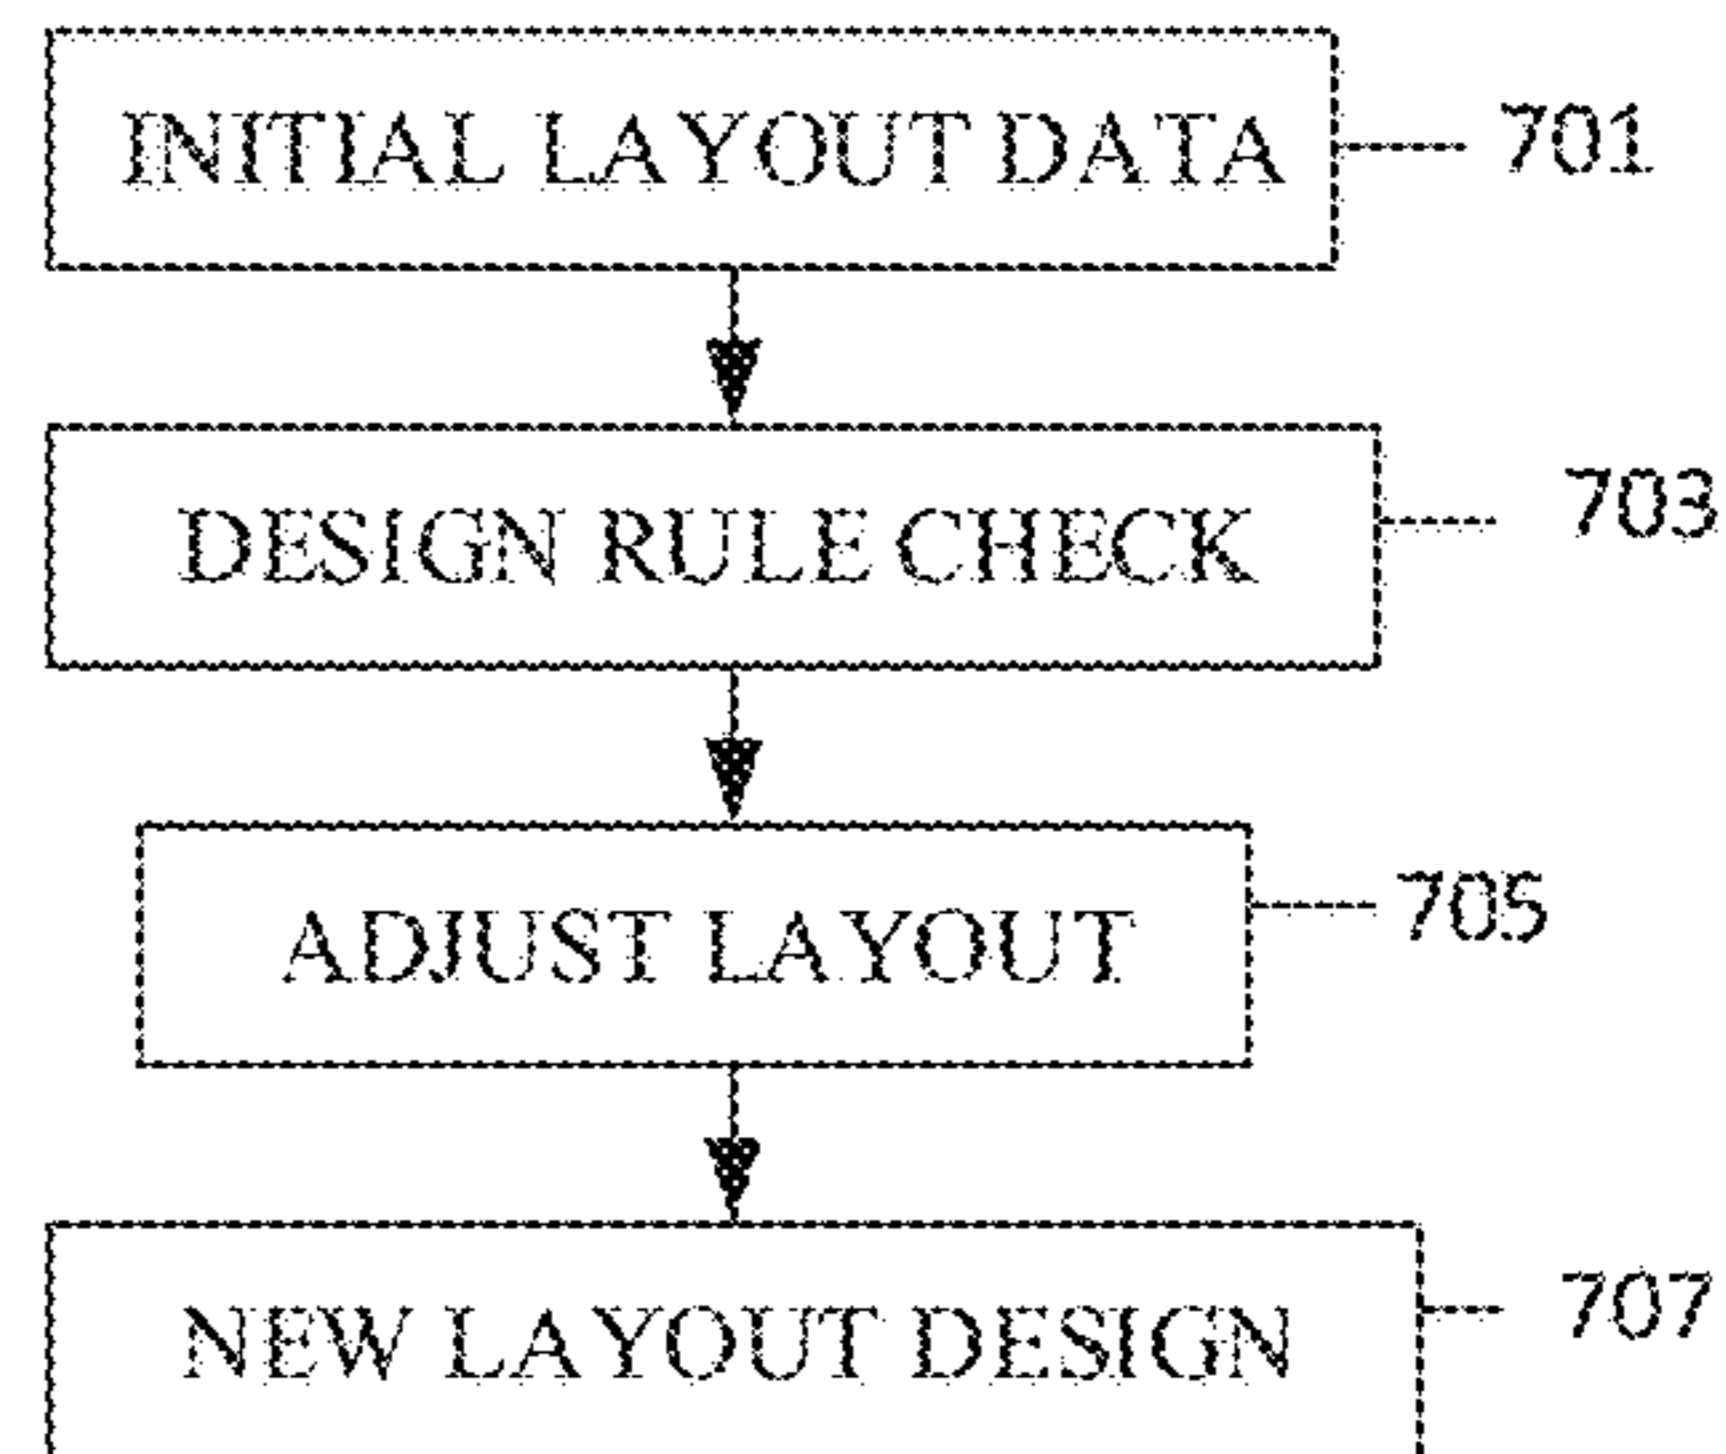 INITIAL LAYOUT DATA
701
DESIGN RULE CHECK
703
ADJUST LAYOUT
705
NEW LAYOUT DESIGN
707